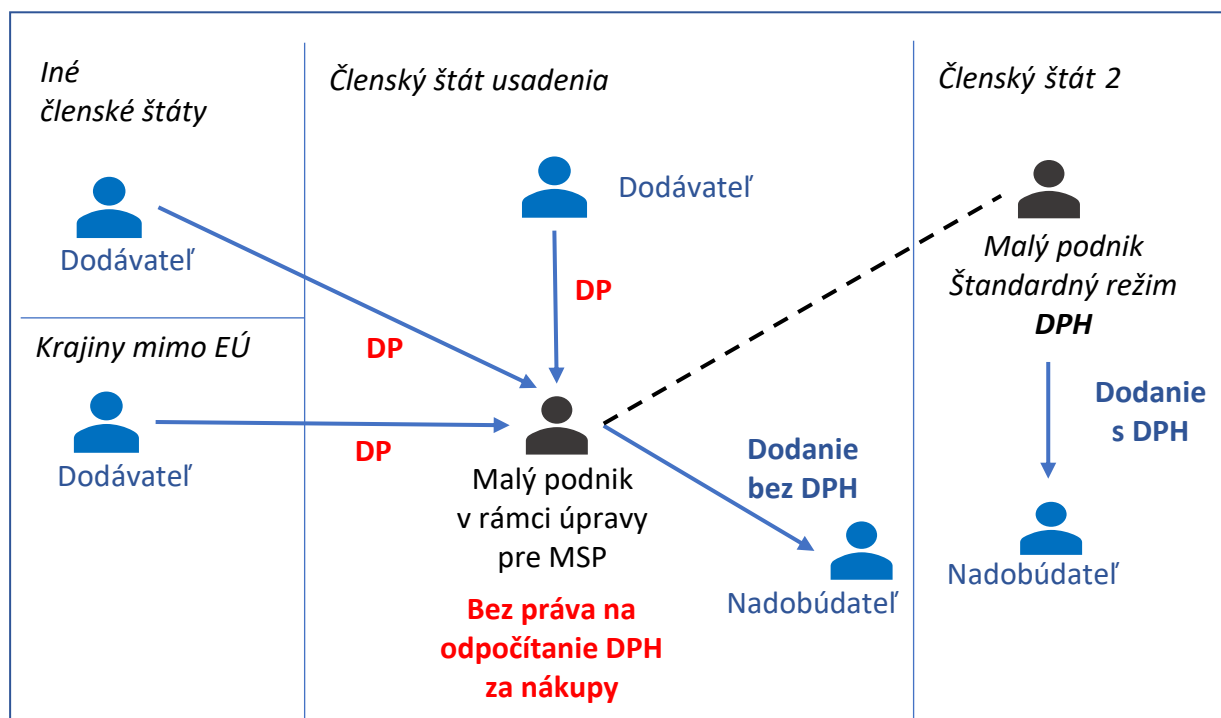 Iné
členské štáty
Dodávateľ
Krajiny mimo EÚ
Dodávateľ
Členský štát usadenia
Dodávateľ
DP
DP
DP
Malý podnik
v rámci úpravy
pre MSP
Bez práva na
odpočítanie DPH
za nákupy
Dodanie
bez DPH
Nadobúdateľ
Členský štát 2
Malý podnik
Štandardný režim
DPH
Dodanie
s DPH
Nadobúdateľ